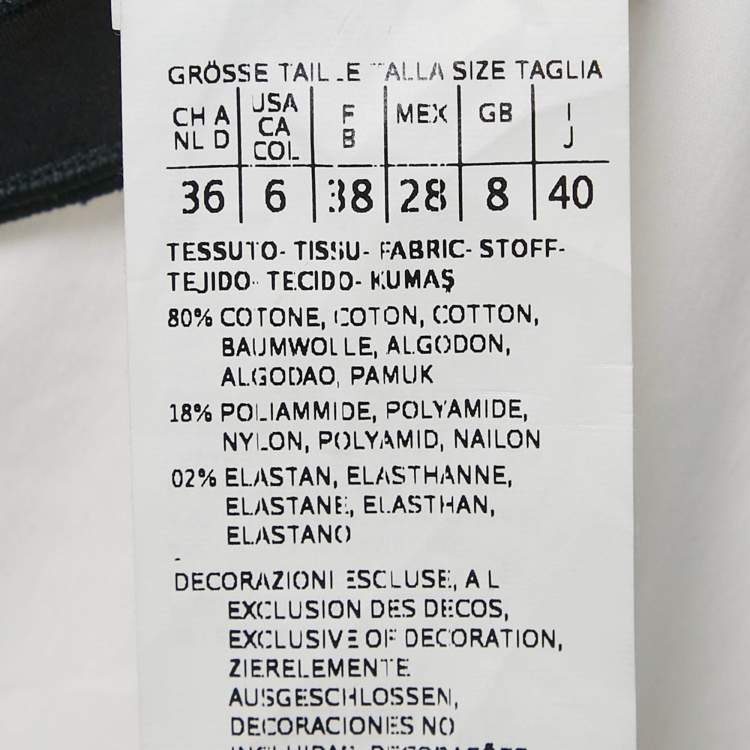 GRÖSSE TAILLE TALLA SIZE TAGLIA
CH A USA F MEX GB I
NL D CA B J
COL
36 6 38 28 8 40
TESSUTO- TISSU- FABRIC- STOFF-
TEJIDO- TECIDO- KUMAŞ
80% COTONE, COTON, COTTON,
BAUMWOLLE, ALGODON,
ALGODAO, PAMUK
18% POLIAMMIDE, POLYAMIDE,
NYLON, POLYAMID, NAILON
02% ELASTAN, ELASTHANNE,
ELASTANE, ELASTHAN,
ELASTANO
-
DECORAZIONI ESCLUSE, A L
EXCLUSION DES DECOS,
EXCLUSIVE OF DECORATION,
ZIERELEMENTE
AUSGESCHLOSSEN,
DECORACIONES NO